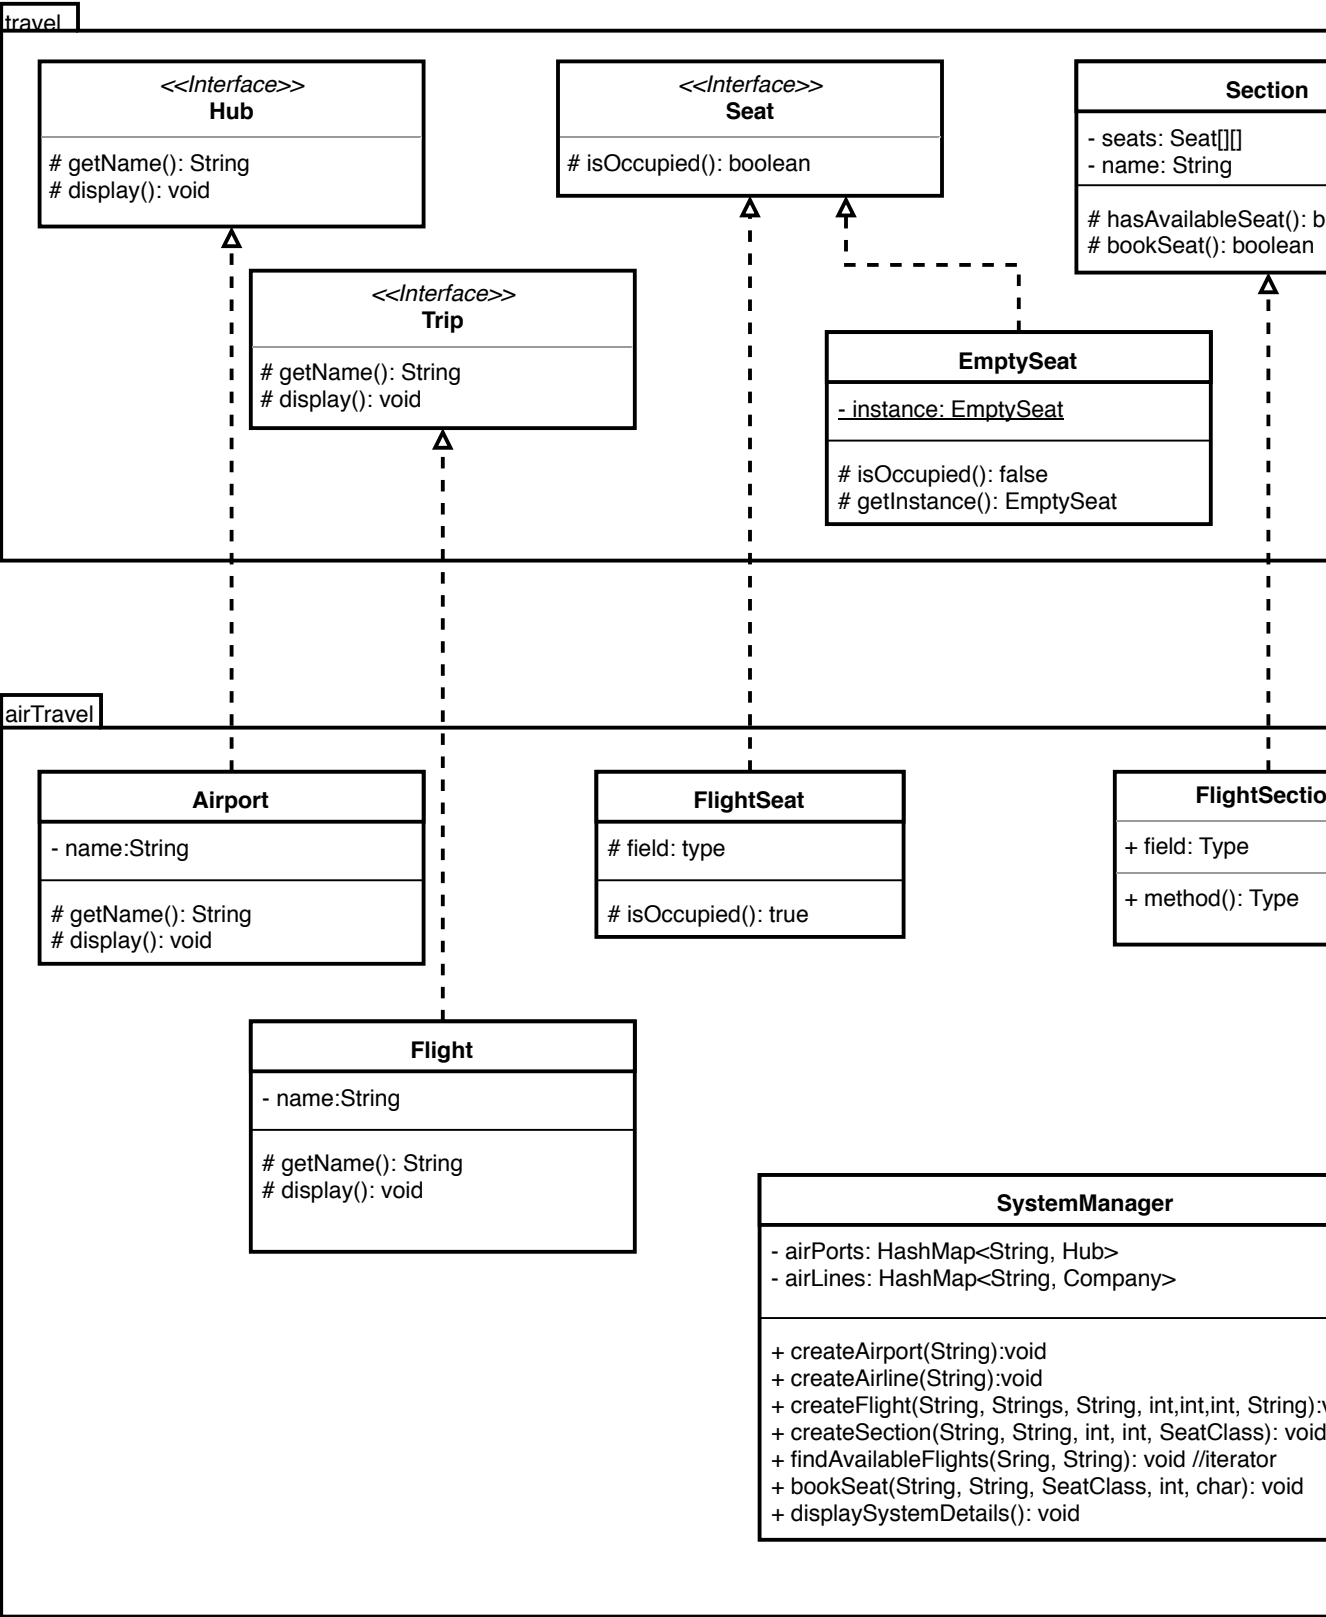 travel
<<Interface>>
Hub
# getName(): String
# display(): void
<<Interface>>
Seat
# isOccupied(): boolean
Section
- seats: Seat[][]
- name: String
# hasAvailableSeat(): b
# bookSeat(): boolean
<<Interface>>
Trip
# getName(): String
# display(): void
EmptySeat
- instance: EmptySeat
# isOccupied(): false
# getInstance(): EmptySeat
airTravel
Airport
- name:String
# getName(): String
# display(): void
FlightSeat
# field: type
# isOccupied(): true
FlightSectio
+ field: Type
+ method(): Type
Flight
- name:String
# getName(): String
# display(): void
SystemManager
- airPorts: HashMap<String, Hub>
- airLines: HashMap<String, Company>
+ createAirport(String):void
+ createAirline(String):void
+ createFlight(String, Strings, String, int,int,int, String):v
+ createSection(String, String, int, int, SeatClass): void
+ findAvailableFlights(Sring, String): void //iterator
+ bookSeat(String, String, SeatClass, int, char): void
+ displaySystemDetails(): void